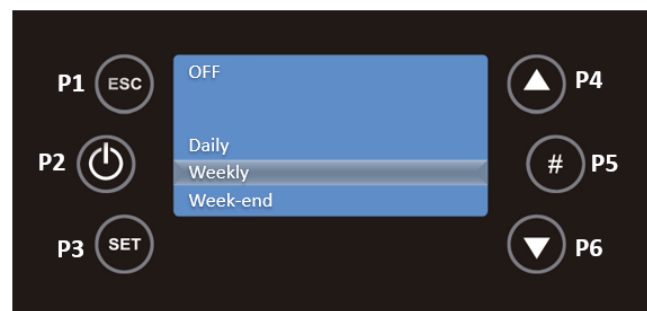 P1 ESC
OFF
P4
Daily
P2
Weekly
# P5
Week-end
P3 SET
P6